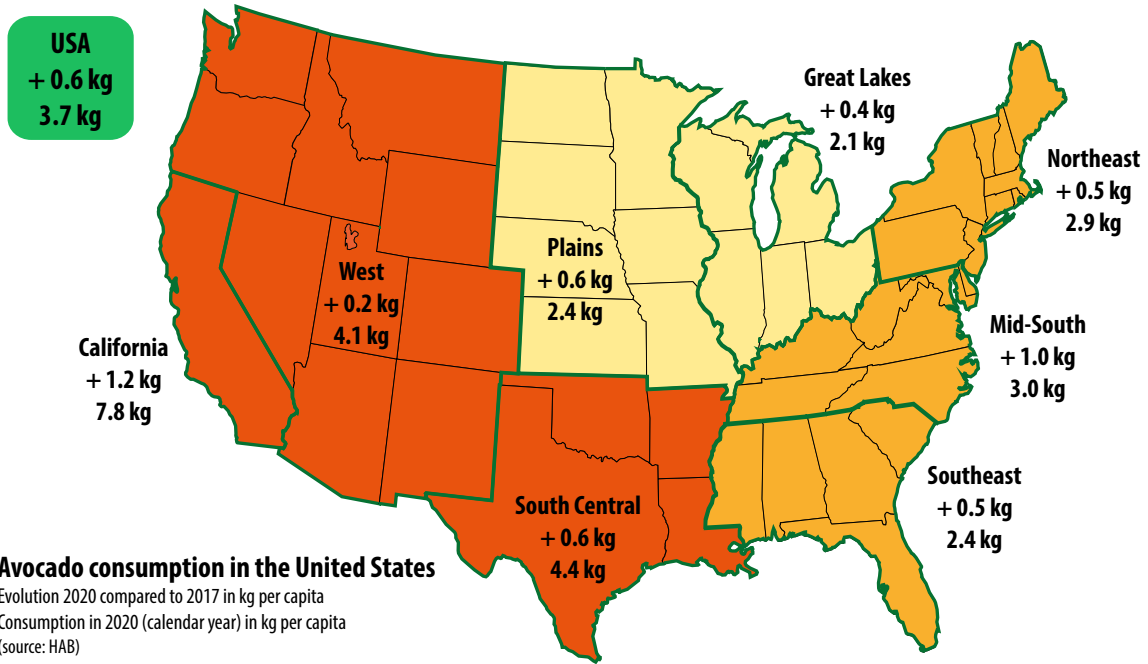 USA
+ 0.6 kg
3.7 kg
Great Lakes
+ 0.4 kg
2.1 kg
Northeast
+ 0.5 kg
2.9 kg
Plains
+ 0.6 kg
2.4 kg
West
+ 0.2 kg
4.1 kg
Mid-South
+ 1.0 kg
3.0 kg
California
+ 1.2 kg
7.8 kg
Southeast
+ 0.5 kg
2.4 kg
South Central
+ 0.6 kg
4.4 kg
Avocado consumption in the United States
Evolution 2020 compared to 2017 in kg per capita
Consumption in 2020 (calendar year) in kg per capita
(source: HAB)